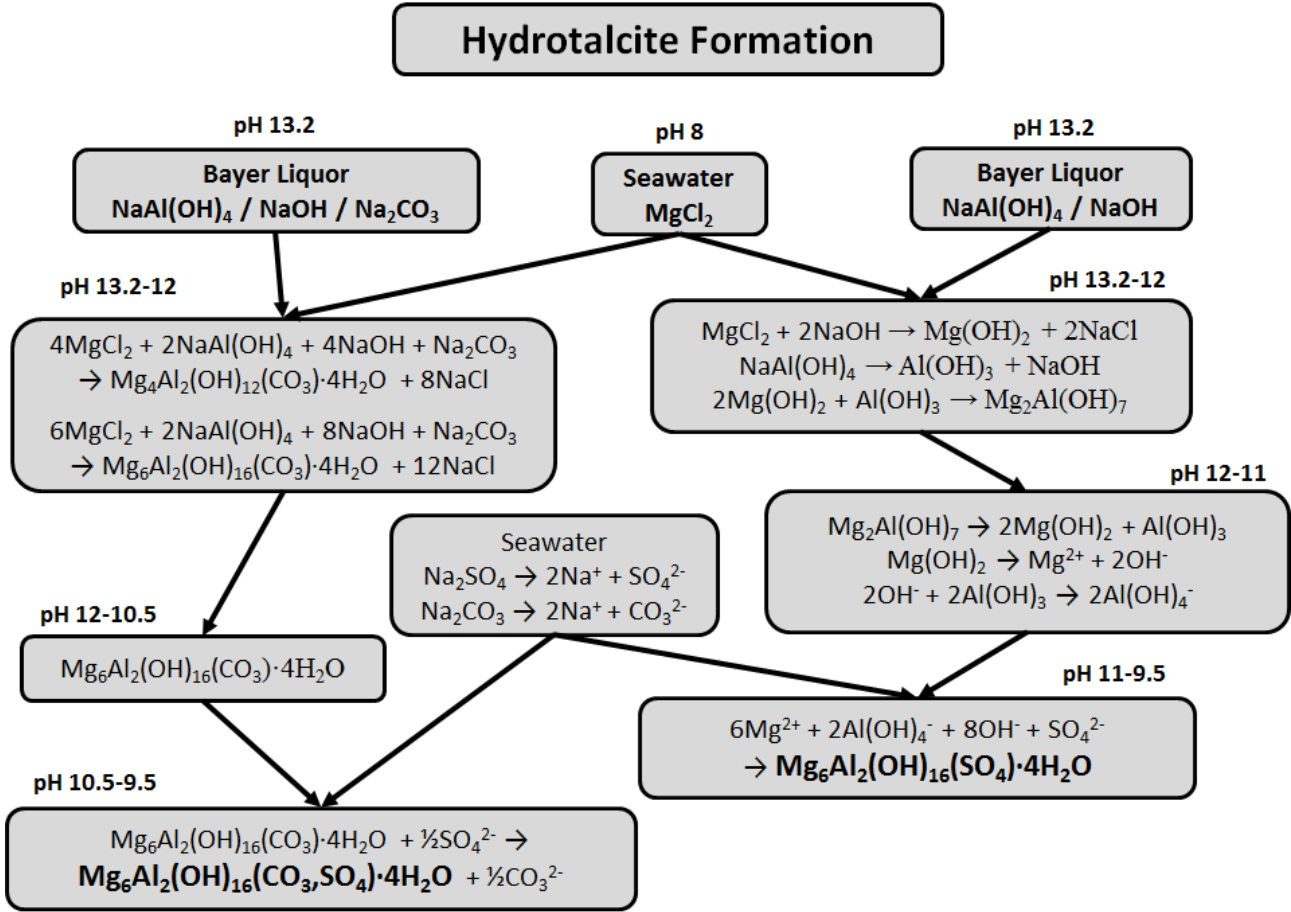 Hydrotalcite Formation
pH 13.2
Bayer Liquor
NaAl(OH)₄ / NaOH / Na₂CO₃
pH 8
Seawater
MgCl₂
pH 13.2
Bayer Liquor
NaAl(OH)₄ / NaOH
pH 13.2-12
4MgCl₂ + 2NaAl(OH)₄ + 4NaOH + Na₂CO₃
→ Mg₄Al₂(OH)₁₂(CO₃)·4H₂O + 8NaCl
6MgCl₂ + 2NaAl(OH)₄ + 8NaOH + Na₂CO₃
→ Mg₆Al₂(OH)₁₆(CO₃)·4H₂O + 12NaCl
pH 13.2-12
MgCl₂ + 2NaOH → Mg(OH)₂ + 2NaCl
NaAl(OH)₄ → Al(OH)₃ + NaOH
2Mg(OH)₂ + Al(OH)₃ → Mg₂Al(OH)₇
pH 12-11
Mg₂Al(OH)₇ → 2Mg(OH)₂ + Al(OH)₃
Mg(OH)₂ → Mg²⁺ + 2OH⁻
2OH⁻ + 2Al(OH)₃ → 2Al(OH)₄⁻
Seawater
Na₂SO₄ → 2Na⁺ + SO₄²⁻
Na₂CO₃ → 2Na⁺ + CO₃²⁻
pH 12-10.5
Mg₆Al₂(OH)₁₆(CO₃)·4H₂O
pH 11-9.5
6Mg²⁺ + 2Al(OH)₄⁻ + 8OH⁻ + SO₄²⁻
→ Mg₆Al₂(OH)₁₆(SO₄)·4H₂O
pH 10.5-9.5
Mg₆Al₂(OH)₁₆(CO₃)·4H₂O + ½SO₄²⁻ →
Mg₆Al₂(OH)₁₆(CO₃,SO₄)·4H₂O + ½CO₃²⁻